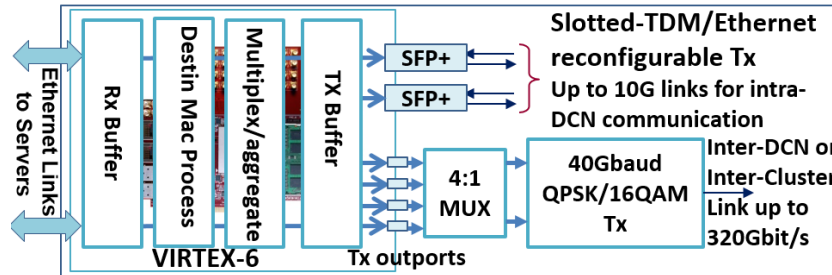 Slotted-TDM/Ethernet
reconfigurable Tx
Up to 10G links for intra-
DCN communication
Ethernet Links
to Servers
Rx Buffer
Destin Mac Process
Multiplex/aggregate
TX Buffer
SFP+
SFP+
4:1
MUX
40Gbaud
QPSK/16QAM
Tx
Inter-DCN or
Inter-Cluster
Link up to
320Gbit/s
VIRTEX-6
Tx outports